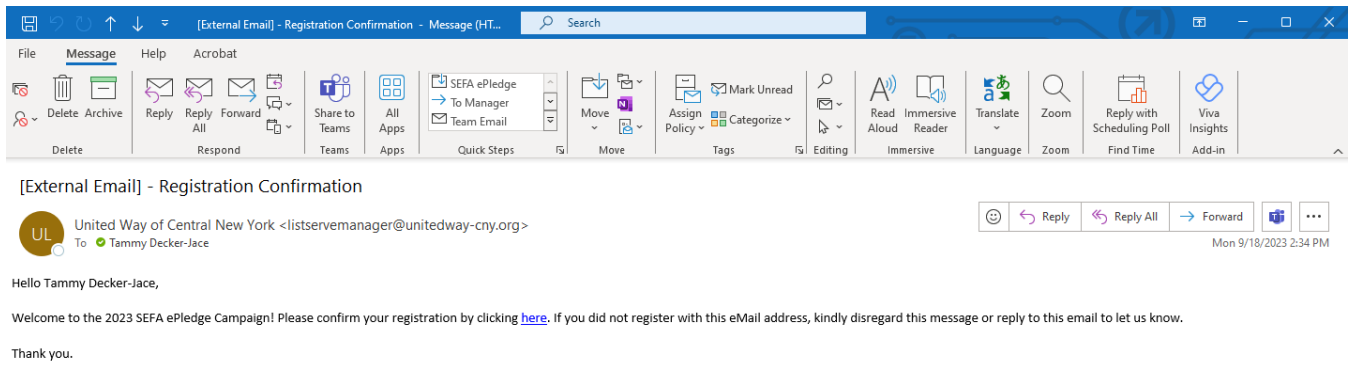 [External Email] - Registration Confirmation - Message (HT...
Search
File Message Help Acrobat
Delete Archive
Reply Reply All Forward
Share to Teams
All Apps
SEFA ePledge
To Manager
Team Email
Move
Assign Policy
Mark Unread
Categorize
Read Aloud
Immersive Reader
Translate
Zoom
Reply with Scheduling Poll
Viva Insights
Delete Respond Teams Apps Quick Steps Move Tags Editing Immersive Language Zoom Find Time Add-in
[External Email] - Registration Confirmation
UL
United Way of Central New York <listservemanager@unitedway-cny.org>
To Tammy Decker-Jace
Reply Reply All Forward
Mon 9/18/2023 2:34 PM
Hello Tammy Decker-Jace,
Welcome to the 2023 SEFA ePledge Campaign! Please confirm your registration by clicking here. If you did not register with this eMail address, kindly disregard this message or reply to this email to let us know.
Thank you.